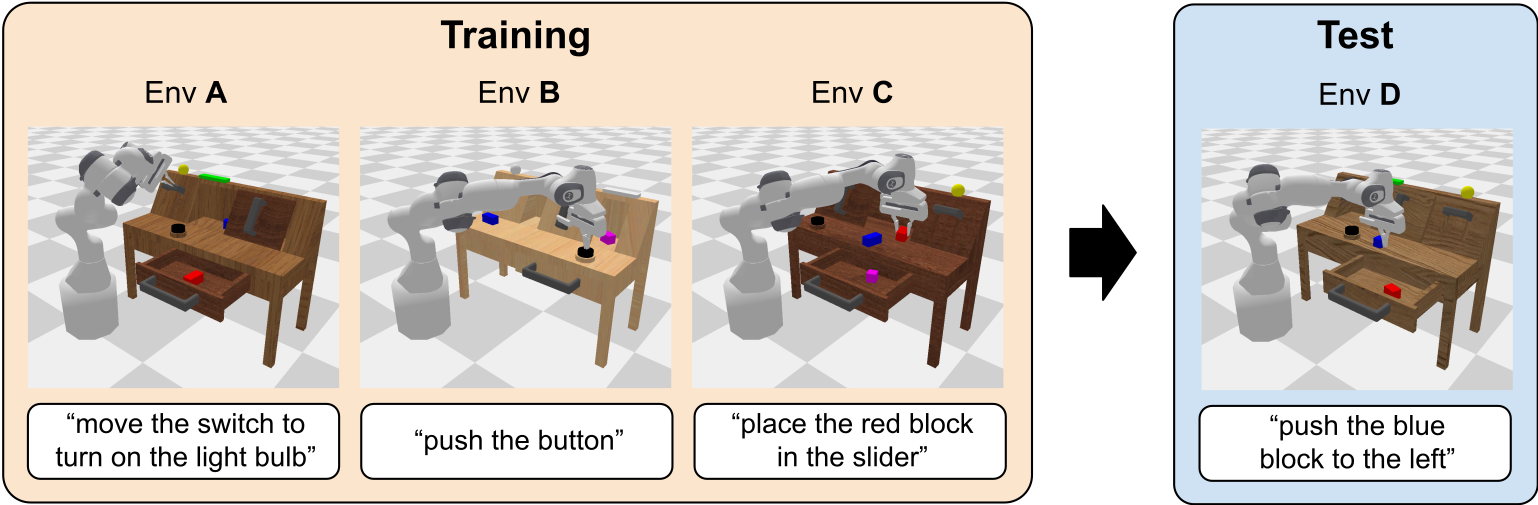 Training
Env A
Env B
Env C
“move the switch to
turn on the light bulb”
“push the button”
“place the red block
in the slider”
Test
Env D
“push the blue
block to the left”